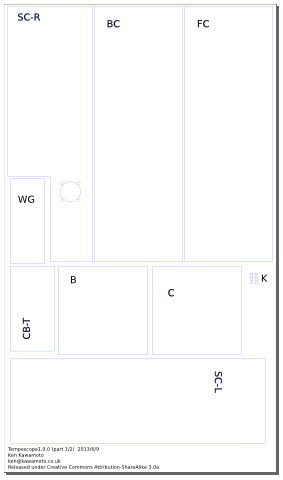 SC-R
BC
FC
WG
B
C
K
CB-T
SC-L
Tempescope1.0.0 (part 1/2) 2013/6/9
Ken Kawamoto
ken@kawamoto.co.uk
Released under Creative Commons Attribution-ShareAlike 3.0a